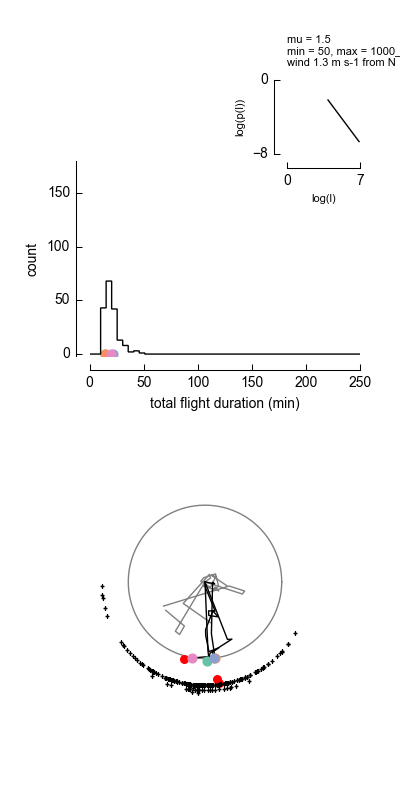 mu = 1.5
min = 50, max = 1000_
wind 1.3 m s-1 from N
0
log(p(l))
−8
0 7
log(l)
150
count
100
50
0
0 50 100 150 200 250
total flight duration (min)